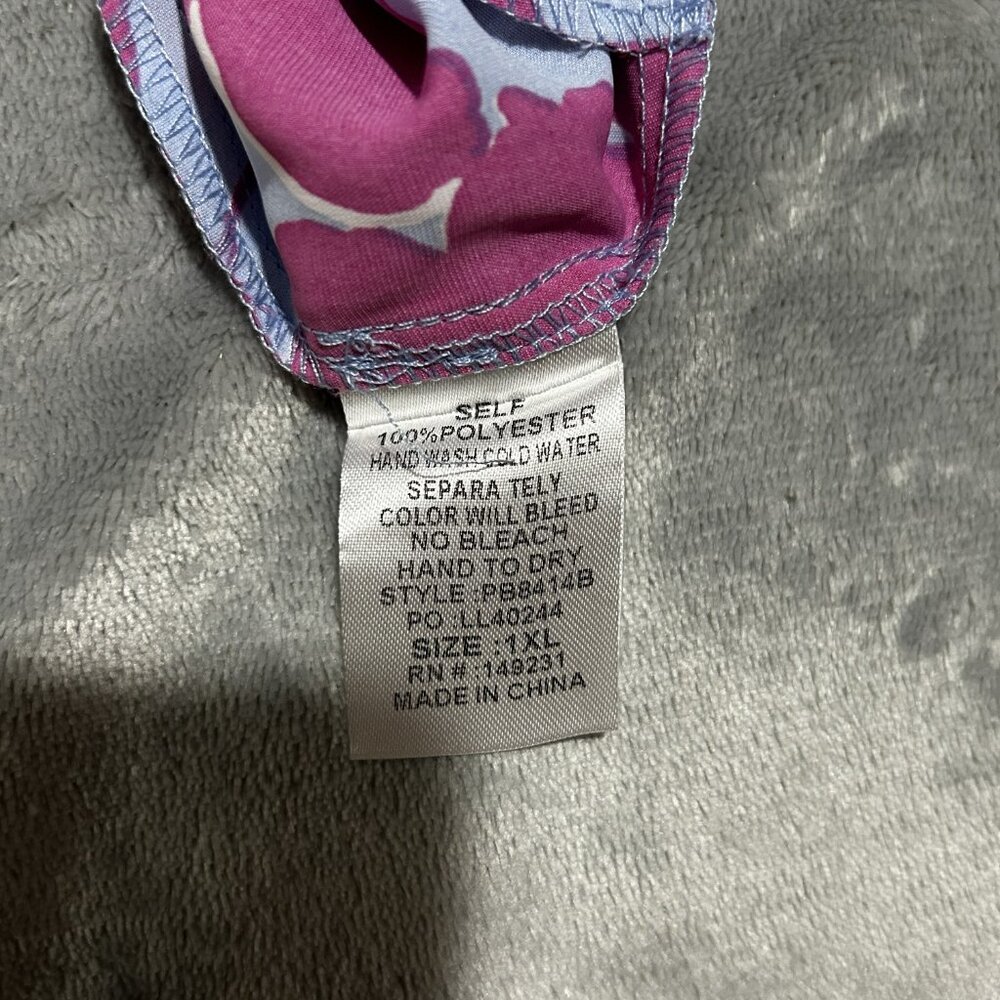 SELF
100%POLYESTER
HAND WASH COLD WATER
SEPARA TELY
COLOR WILL BLEED
NO BLEACH
HAND TO DRY
STYLE :PB8414B
PO :LL40244
SIZE :1XL
RN # :149231
MADE IN CHINA